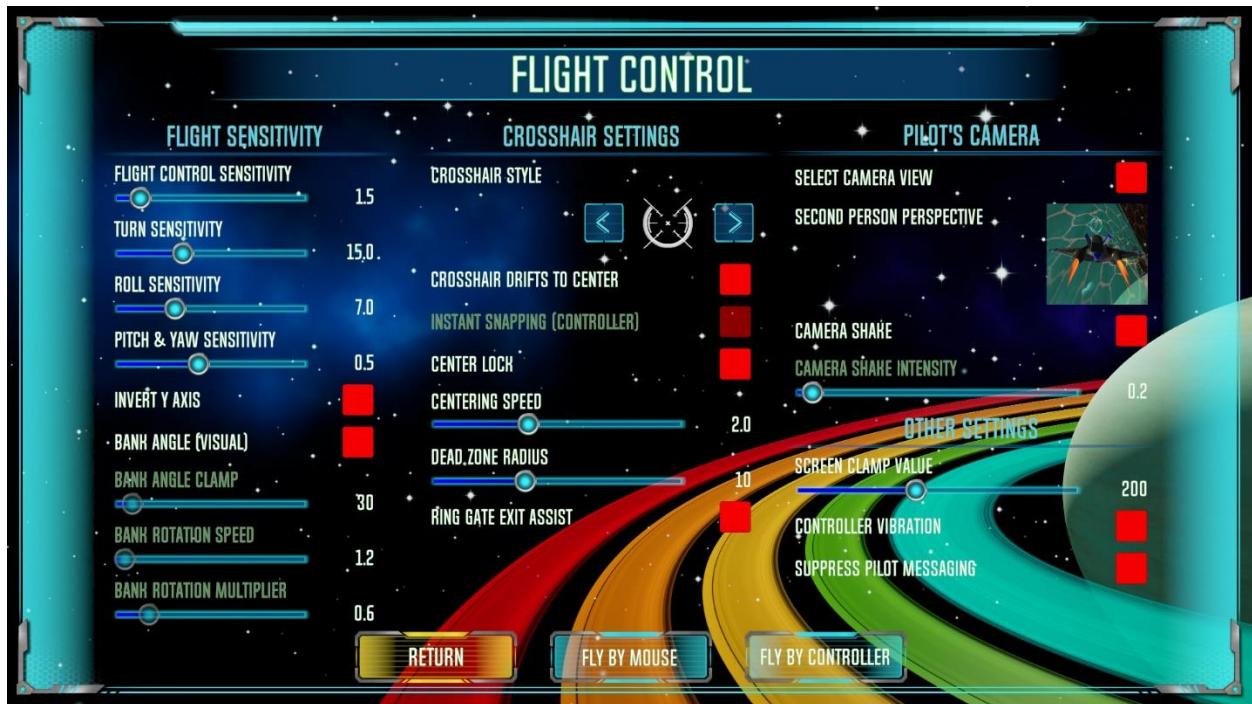 FLIGHT CONTROL
FLIGHT SENSITIVITY
FLIGHT CONTROL SENSITIVITY
1.5
TURN SENSITIVITY
15.0
ROLL SENSITIVITY
7.0
PITCH & YAW SENSITIVITY
0.5
INVERT Y AXIS
BANK ANGLE (VISUAL)
BANK ANGLE CLAMP
30
BANK ROTATION SPEED
1.2
BANK ROTATION MULTIPLIER
0.6
CROSSHAIR SETTINGS
CROSSHAIR STYLE
< >
CROSSHAIR DRIFTS TO CENTER
INSTANT SNAPPING (CONTROLLER)
CENTER LOCK
CENTERING SPEED
2.0
DEAD ZONE RADIUS
10
RING GATE EXIT ASSIST
PILOT'S CAMERA
SELECT CAMERA VIEW
SECOND PERSON PERSPECTIVE
CAMERA SHAKE
CAMERA SHAKE INTENSITY
0.2
OTHER SETTINGS
SCREEN CLAMP VALUE
200
CONTROLLER VIBRATION
SUPPRESS PILOT MESSAGING
RETURN
FLY BY MOUSE
FLY BY CONTROLLER